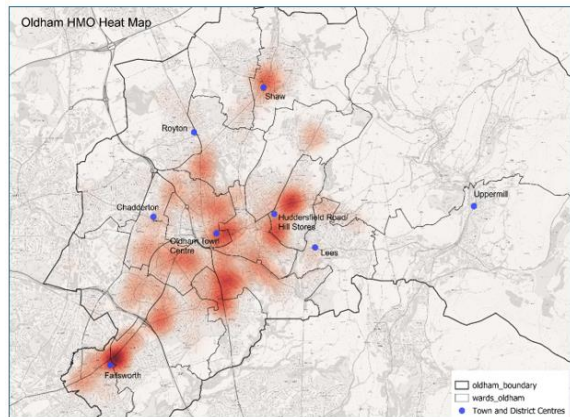 Oldham HMO Heat Map
Shaw
Royton
Uppermill
Chadderton
Huddersfield Road/
Hill Stores
Oldham Town
Centre
Lees
Failsworth
oldham_boundary
wards_oldham
Town and District Centres